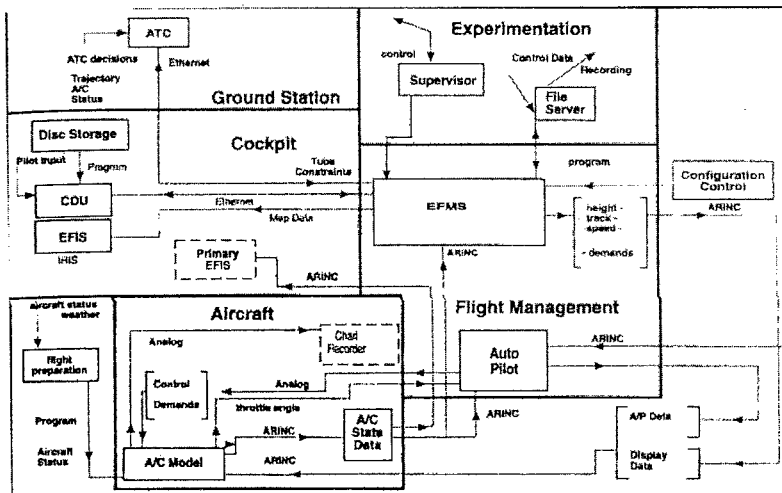 ATC
ATC decisions
Ethernet
Trajectory
A/C
Status
Ground Station
Experimentation
control
Supervisor
Control Data
Recording
File
Server
Disc Storage
Pilot Input
Program
CDU
EFIS
IRIS
Cockpit
Tube
Constraints
Ethernet
Map Data
Primary
EFIS
ARINC
program
Configuration
Control
EFMS
height -
track -
speed -
- demands
ARINC
ARINC
Flight Management
aircraft status
weather
flight preparation
Program
Aircraft
Status
Aircraft
Analog
Chart
Recorder
Control
Demands
Analog
throttle angle
ARINC
A/C
State
Data
A/C Model
ARINC
Auto
Pilot
ARINC
ARINC
A/P Data
Display
Data